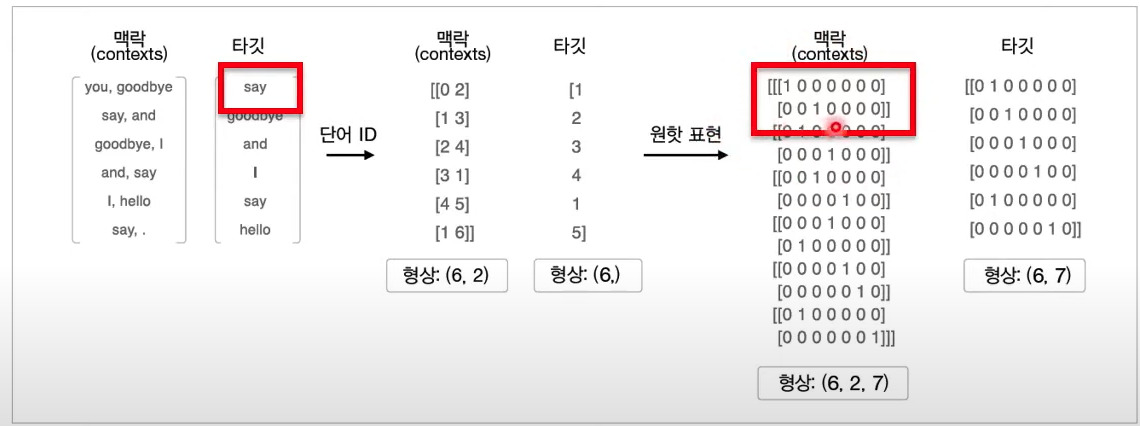 맥락
(contexts)
타깃
you, goodbye
say, and
goodbye, I
and, say
I, hello
say, .
say
goodbye
and
I
say
hello
단어 ID
맥락
(contexts)
타깃
[[0 2]
[1 3]
[2 4]
[3 1]
[4 5]
[1 6]]
형상: (6, 2)
[1
2
3
4
1
5]
형상: (6,)
원핫 표현
맥락
(contexts)
타깃
[[[1 0 0 0 0 0 0]
[0 0 1 0 0 0 0]]
[[0 1 0 0 0 0 0]
[0 0 0 1 0 0 0]]
[[0 0 1 0 0 0 0]
[0 0 0 0 1 0 0]]
[[0 0 0 1 0 0 0]
[0 1 0 0 0 0 0]]
[[0 0 0 0 1 0 0]
[0 0 0 0 0 1 0]]
[[0 1 0 0 0 0 0]
[0 0 0 0 0 0 1]]]
형상: (6, 2, 7)
[[0 1 0 0 0 0 0]
[0 0 1 0 0 0 0]
[0 0 0 1 0 0 0]
[0 0 0 0 1 0 0]
[0 1 0 0 0 0 0]
[0 0 0 0 0 1 0]]
형상: (6, 7)